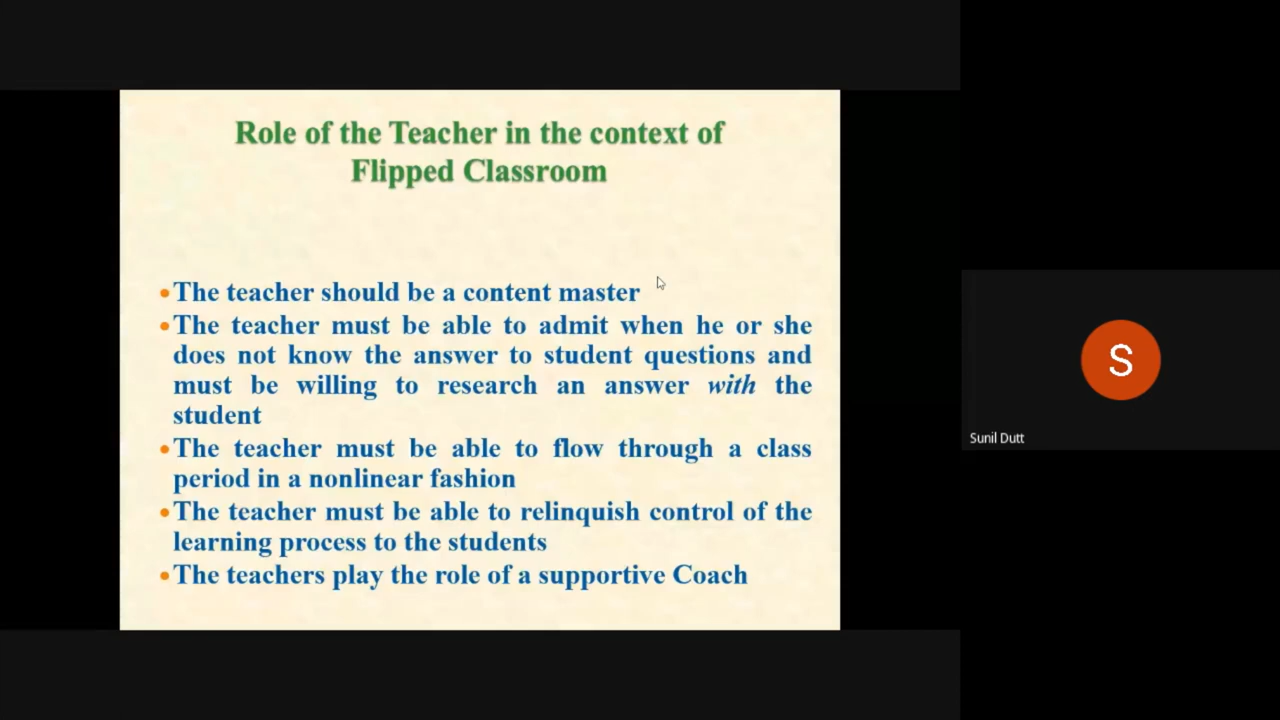 Role of the Teacher in the context of
Flipped Classroom
•The teacher should be a content master
•The teacher must be able to admit when he or she
does not know the answer to student questions and
must be willing to research an answer with the
student
•The teacher must be able to flow through a class
period in a nonlinear fashion
•The teacher must be able to relinquish control of the
learning process to the students
•The teachers play the role of a supportive Coach
S
Sunil Dutt